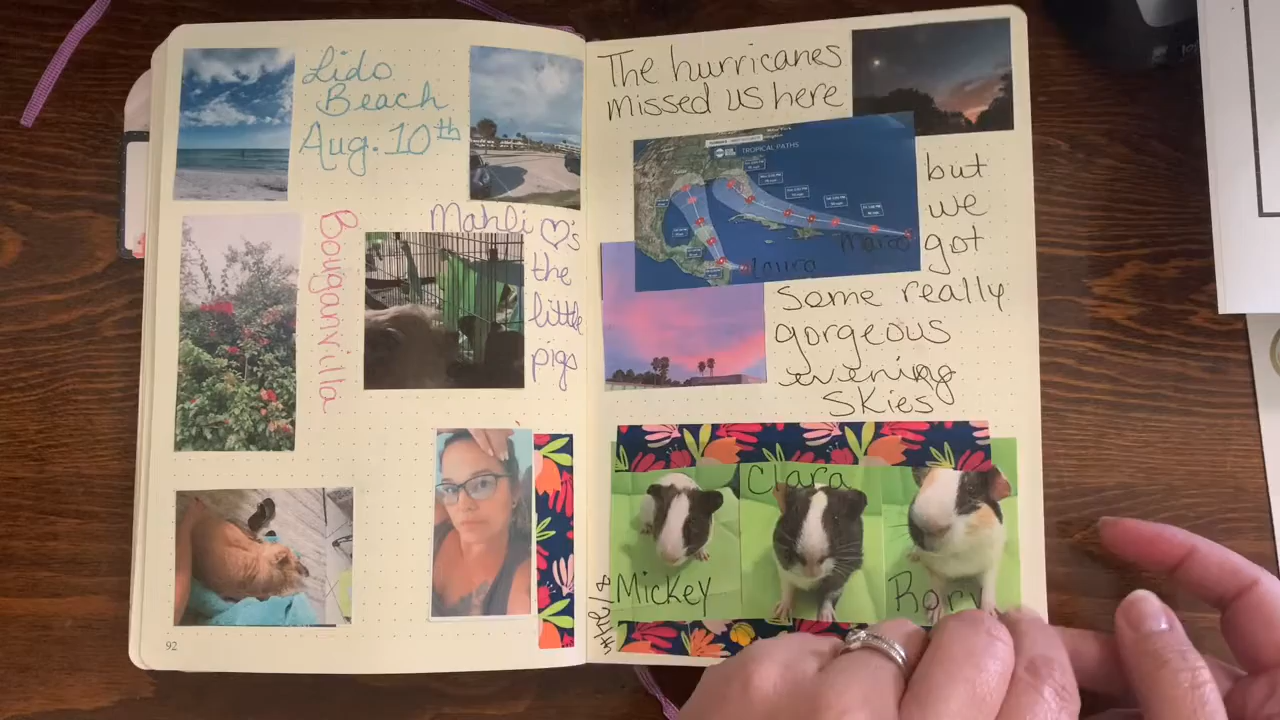 Lido
Beach
Aug. 10th
Bouganvilla
Mahli ♡'s
the
little
pigs
92
The hurricanes
missed us here
TROPICAL PATHS
Marco
Laura
but
we
got
some really
gorgeous
evening
skies
Clara
Mickey
Rory